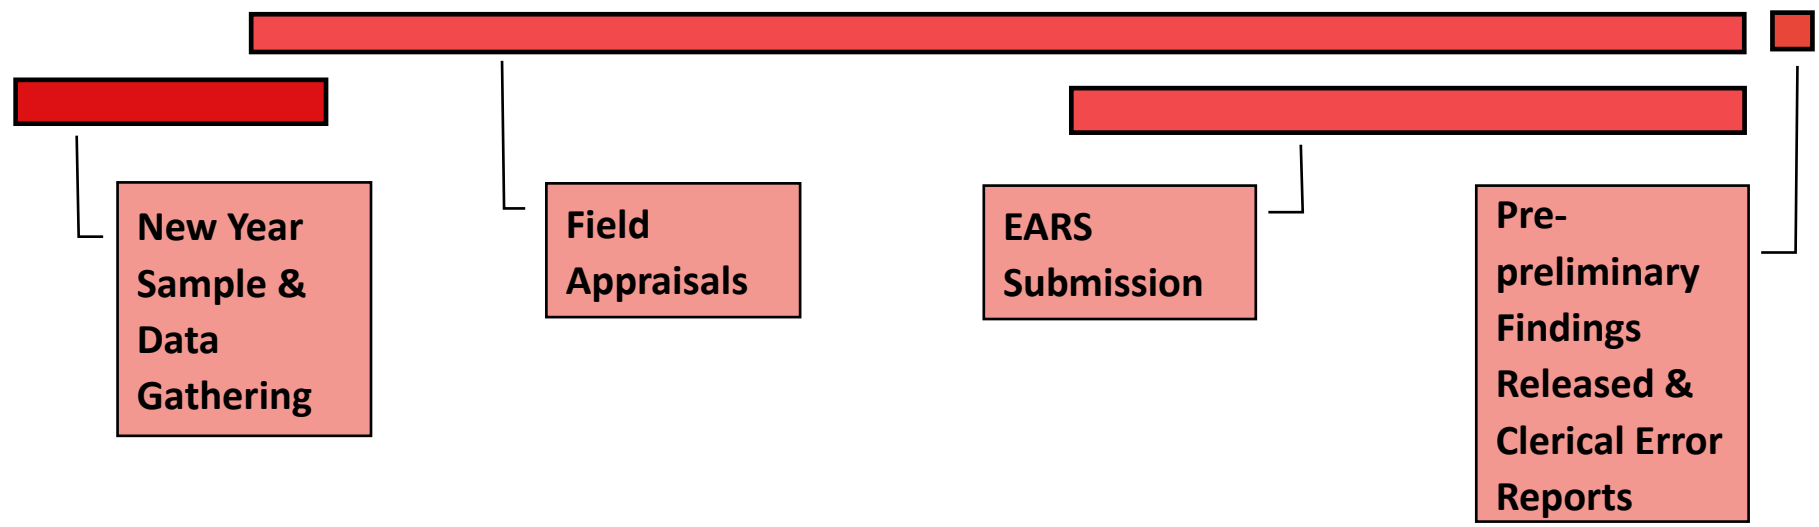 New Year
Sample &
Data
Gathering
Field
Appraisals
EARS
Submission
Pre-
preliminary
Findings
Released &
Clerical Error
Reports